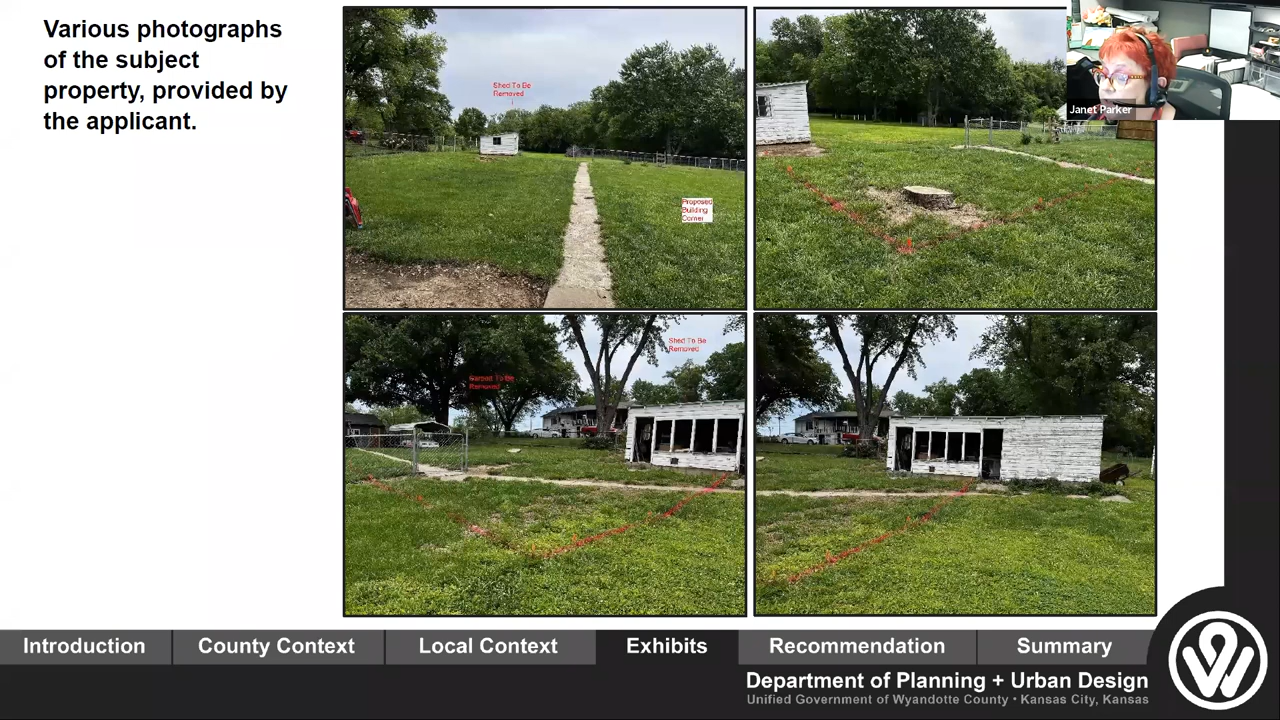 Various photographs
of the subject
property, provided by
the applicant.
Shed To Be
Removed
Proposed
Building
Corner
Janet Parker
Shed To Be
Removed
Carport To Be
Removed
Introduction
County Context
Local Context
Exhibits
Recommendation
Summary
Department of Planning + Urban Design
Unified Government of Wyandotte County • Kansas City, Kansas